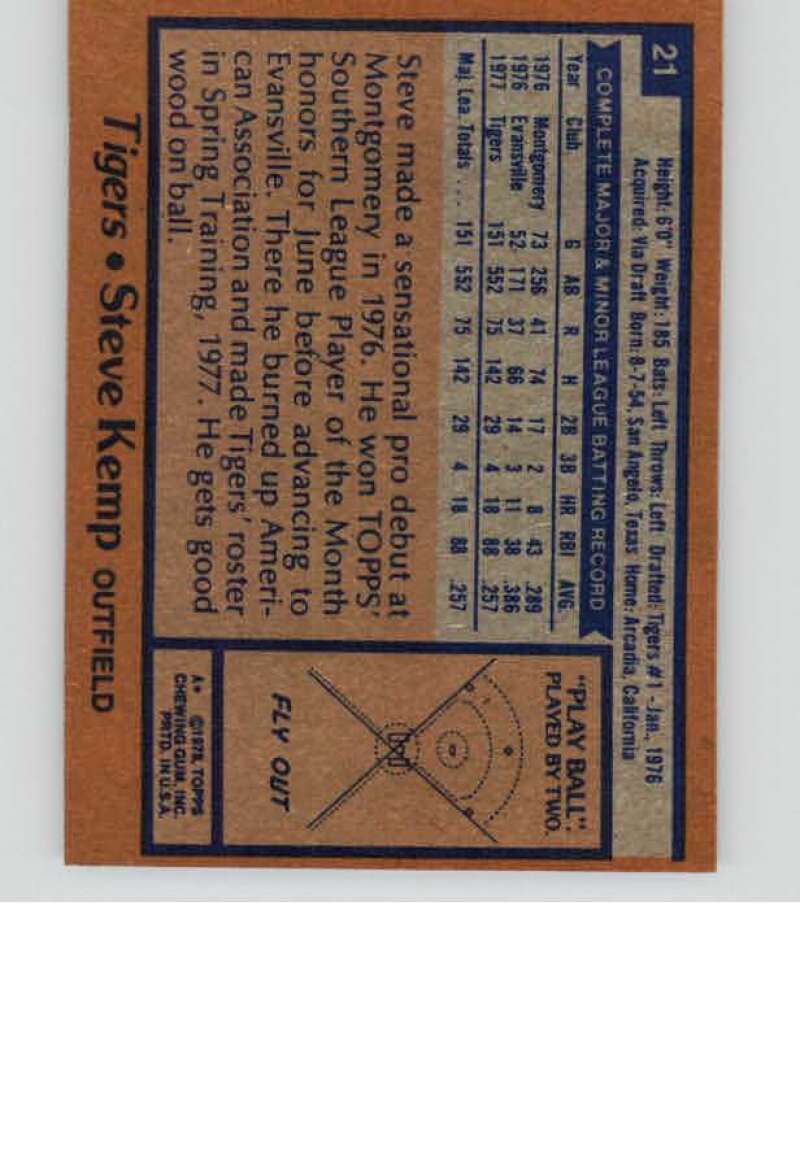 21
Height: 6'0" Weight: 185 Bats: Left Throws: Left Drafted: Tigers #1 - Jan., 1976
Acquired: Via Draft Born: 8-7-54, San Angelo, Texas Home: Arcadia, California
COMPLETE MAJOR & MINOR LEAGUE BATTING RECORD
Year Club G AB R H 2B 3B HR RBI AVG.
1976 Montgomery 73 256 41 74 17 2 8 43 .289
1976 Evansville 52 171 37 66 14 3 11 38 .386
1977 Tigers 151 552 75 142 29 4 18 88 .257
Maj. Lea. Totals . . . 151 552 75 142 29 4 18 88 .257
Steve made a sensational pro debut at
Montgomery in 1976. He won TOPPS'
Southern League Player of the Month
honors for June before advancing to
Evansville. There he burned up Ameri-
can Association and made Tigers' roster
in Spring Training, 1977. He gets good
wood on ball.
"PLAY BALL".
PLAYED BY TWO.
FLY OUT
A* ©1978, TOPPS
CHEWING GUM, INC.
PRTD. IN U.S.A.
Tigers • Steve Kemp OUTFIELD